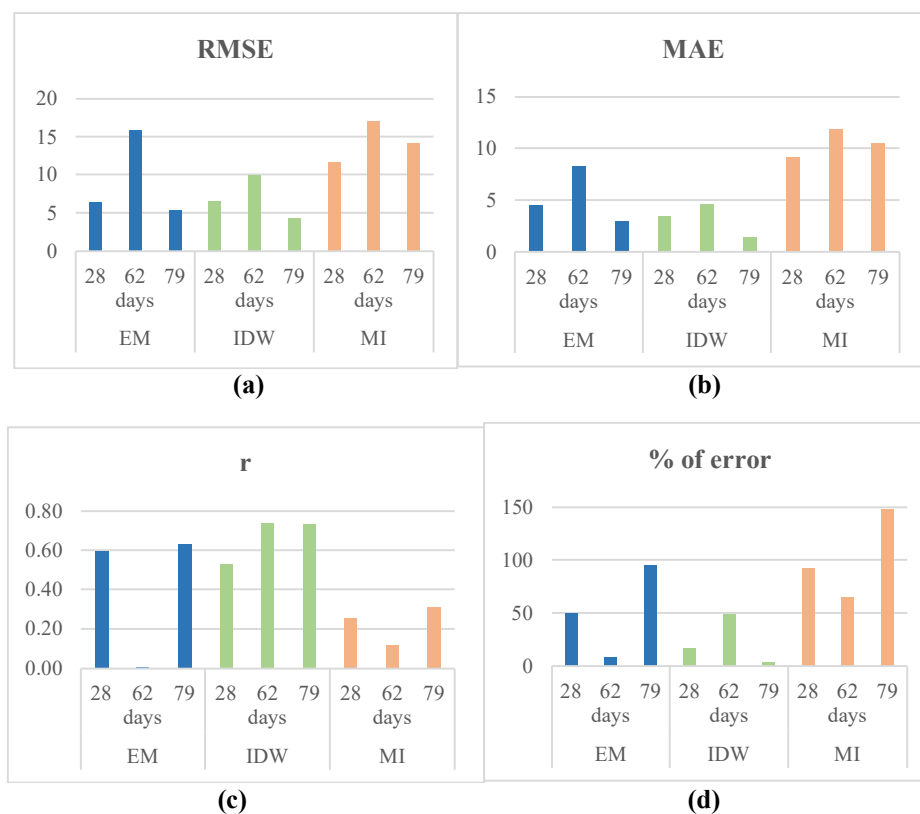 RMSE
20
15
10
5
0
28 62 79 28 62 79 28 62 79
days days days
EM IDW MI
(a)
MAE
15
10
5
0
28 62 79 28 62 79 28 62 79
days days days
EM IDW MI
(b)
r
0.80
0.60
0.40
0.20
0.00
28 62 79 28 62 79 28 62 79
days days days
EM IDW MI
(c)
% of error
150
100
50
0
28 62 79 28 62 79 28 62 79
days days days
EM IDW MI
(d)